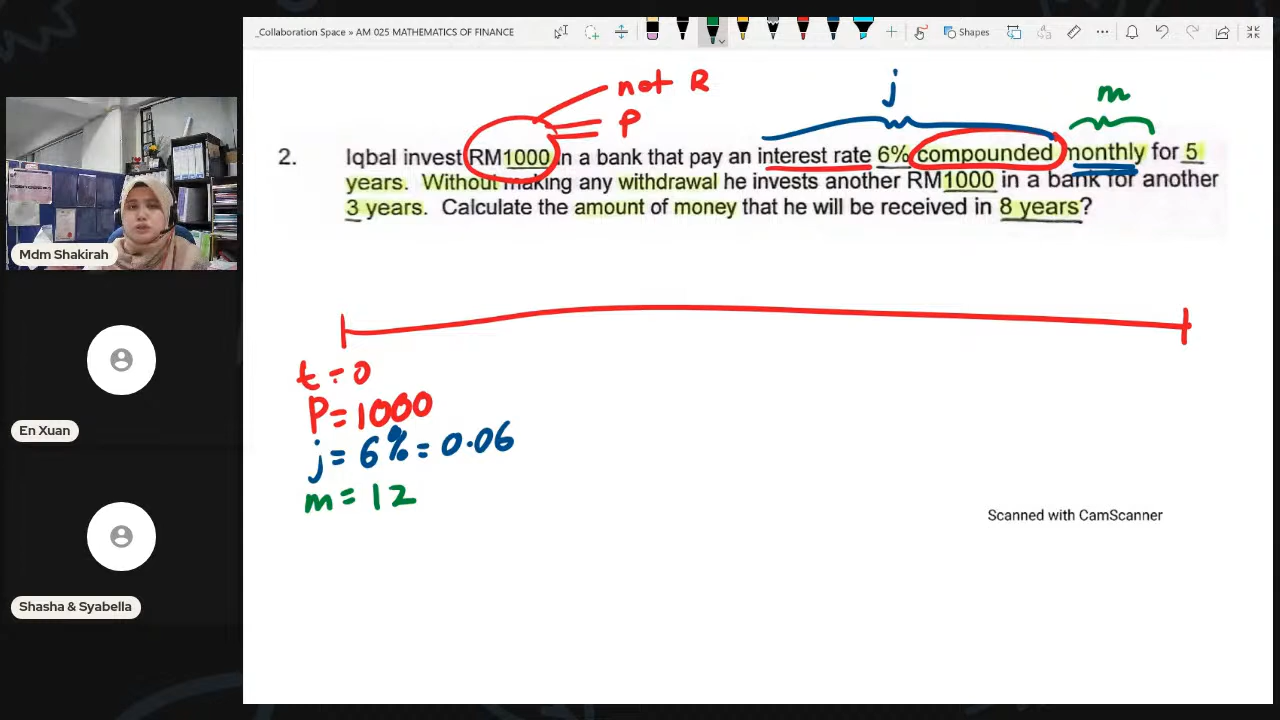 _Collaboration Space » AM 025 MATHEMATICS OF FINANCE
Shapes
not R
P
j
m
2. Iqbal invest RM1000 in a bank that pay an interest rate 6% compounded monthly for 5
years. Without making any withdrawal he invests another RM1000 in a bank for another
3 years. Calculate the amount of money that he will be received in 8 years?
Mdm Shakirah
t = 0
P = 1000
En Xuan
j = 6% = 0.06
m = 12
Scanned with CamScanner
Shasha & Syabella